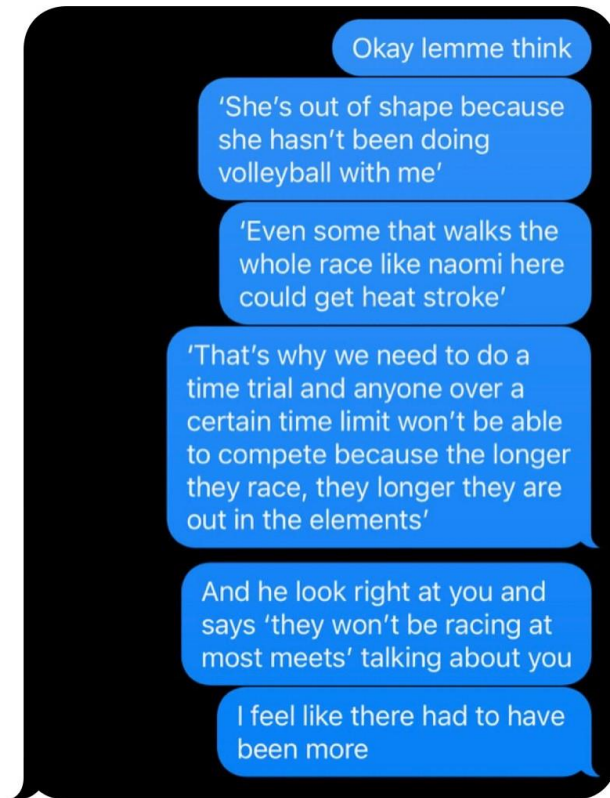 Okay lemme think
‘She’s out of shape because
she hasn’t been doing
volleyball with me’
‘Even some that walks the
whole race like naomi here
could get heat stroke’
‘That’s why we need to do a
time trial and anyone over a
certain time limit won’t be able
to compete because the longer
they race, they longer they are
out in the elements’
And he look right at you and
says ‘they won’t be racing at
most meets’ talking about you
I feel like there had to have
been more